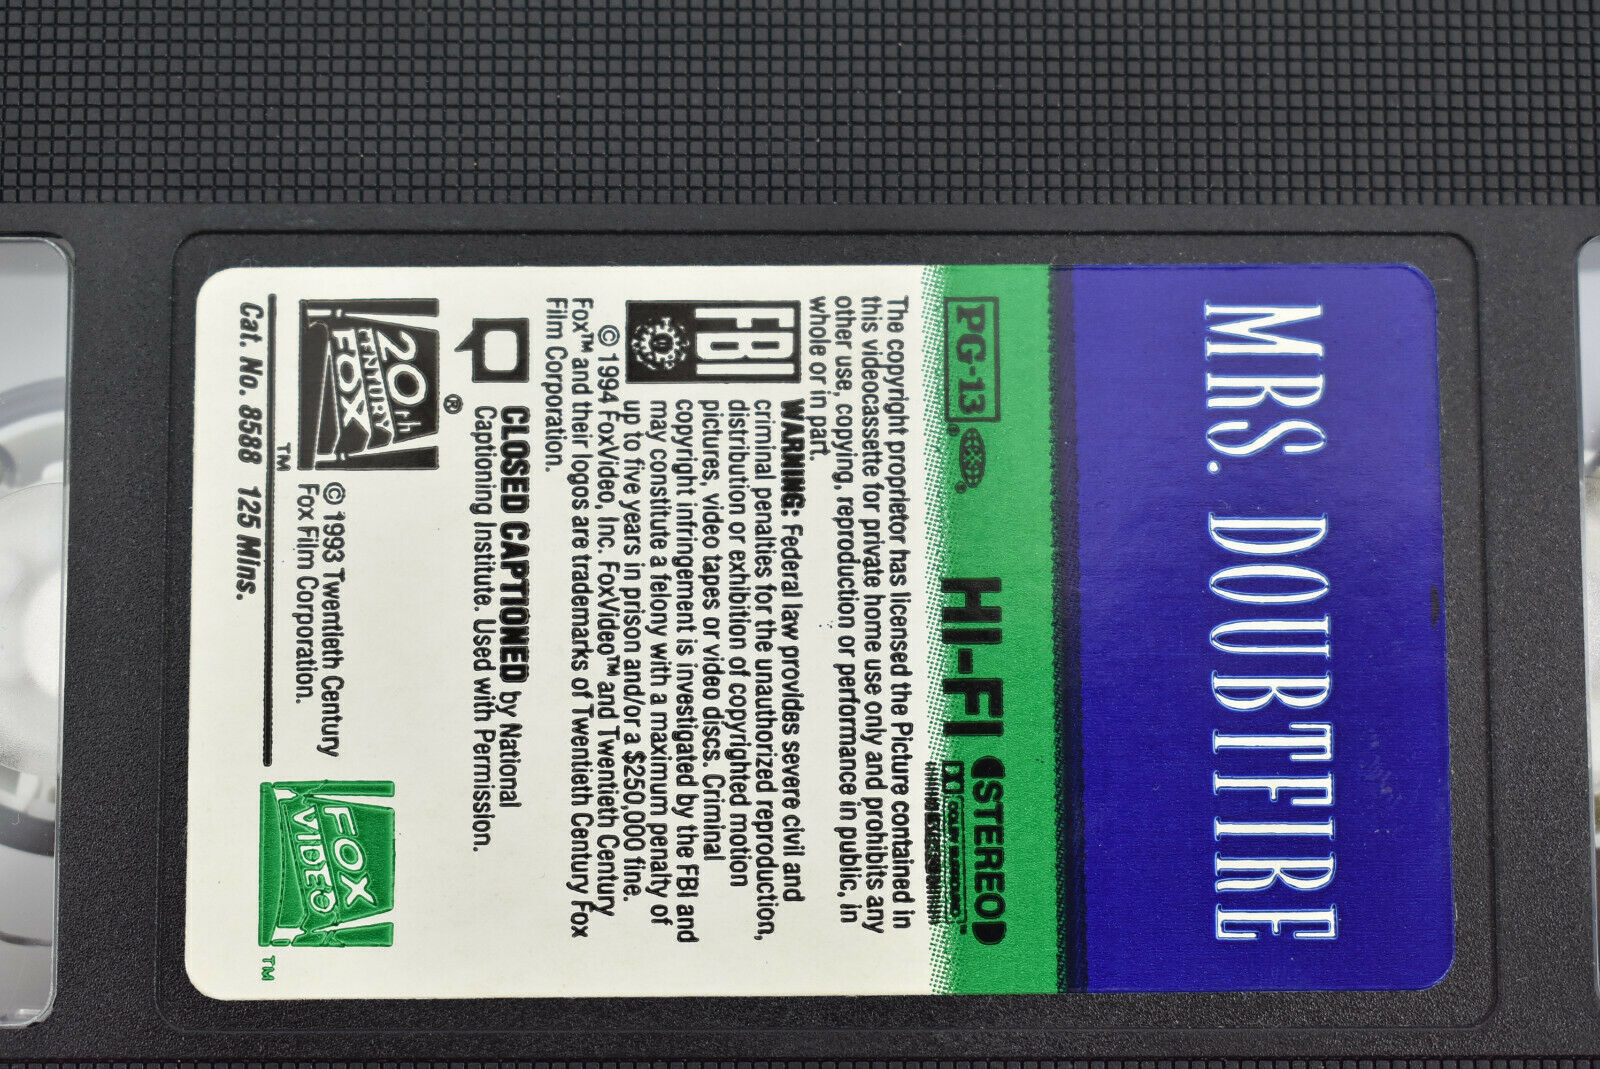 MRS. DOUBTFIRE
PG-13®
HI-FI STEREO
DOLBY SURROUND™
The copyright proprietor has licensed the Picture contained in
this videocassette for private home use only and prohibits any
other use, copying, reproduction or performance in public, in
whole or in part.
FBI
WARNING: Federal law provides severe civil and
criminal penalties for the unauthorized reproduction,
distribution or exhibition of copyrighted motion
pictures, video tapes or video discs. Criminal
copyright infringement is investigated by the FBI and
may constitute a felony with a maximum penalty of
up to five years in prison and/or a $250,000 fine.
© 1994 FoxVideo, Inc. FoxVideo™ and Twentieth Century
Fox™ and their logos are trademarks of Twentieth Century Fox
Film Corporation.
CLOSED CAPTIONED by National
Captioning Institute. Used with Permission.
®
20th
CENTURY
FOX
TM
© 1993 Twentieth Century
Fox Film Corporation.
FOX
VIDEO
TM
Cat. No. 8588 125 Mins.